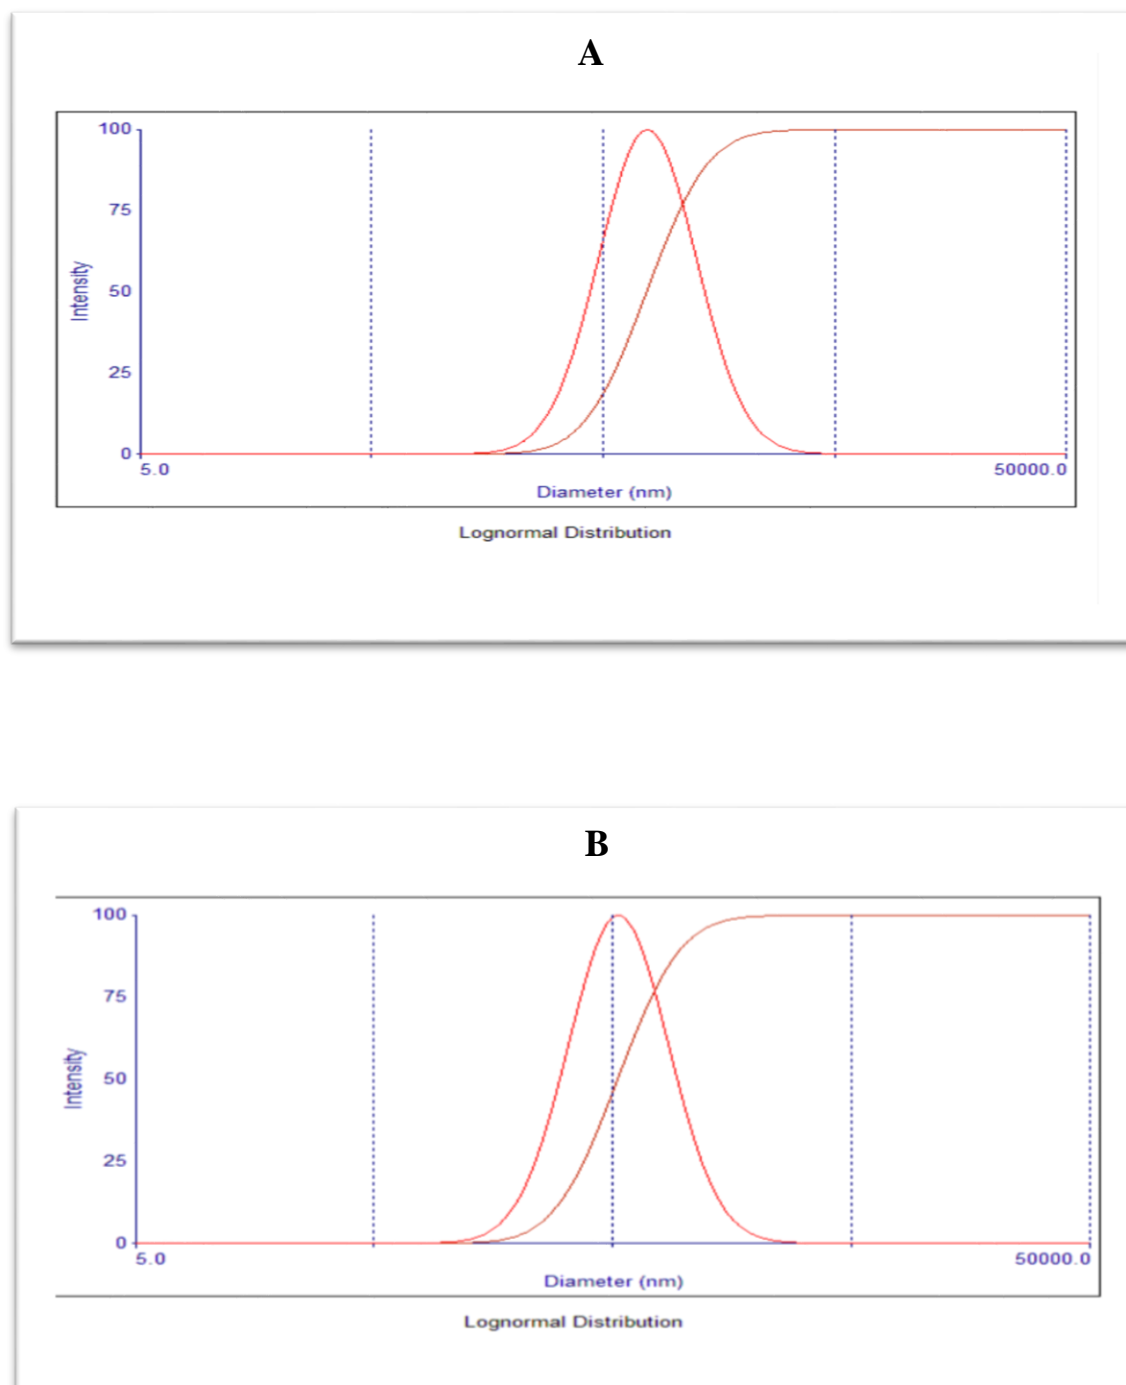 A
100
75
50
25
0
Intensity
5.0
50000.0
Diameter (nm)
Lognormal Distribution
B
100
75
50
25
0
Intensity
5.0
50000.0
Diameter (nm)
Lognormal Distribution